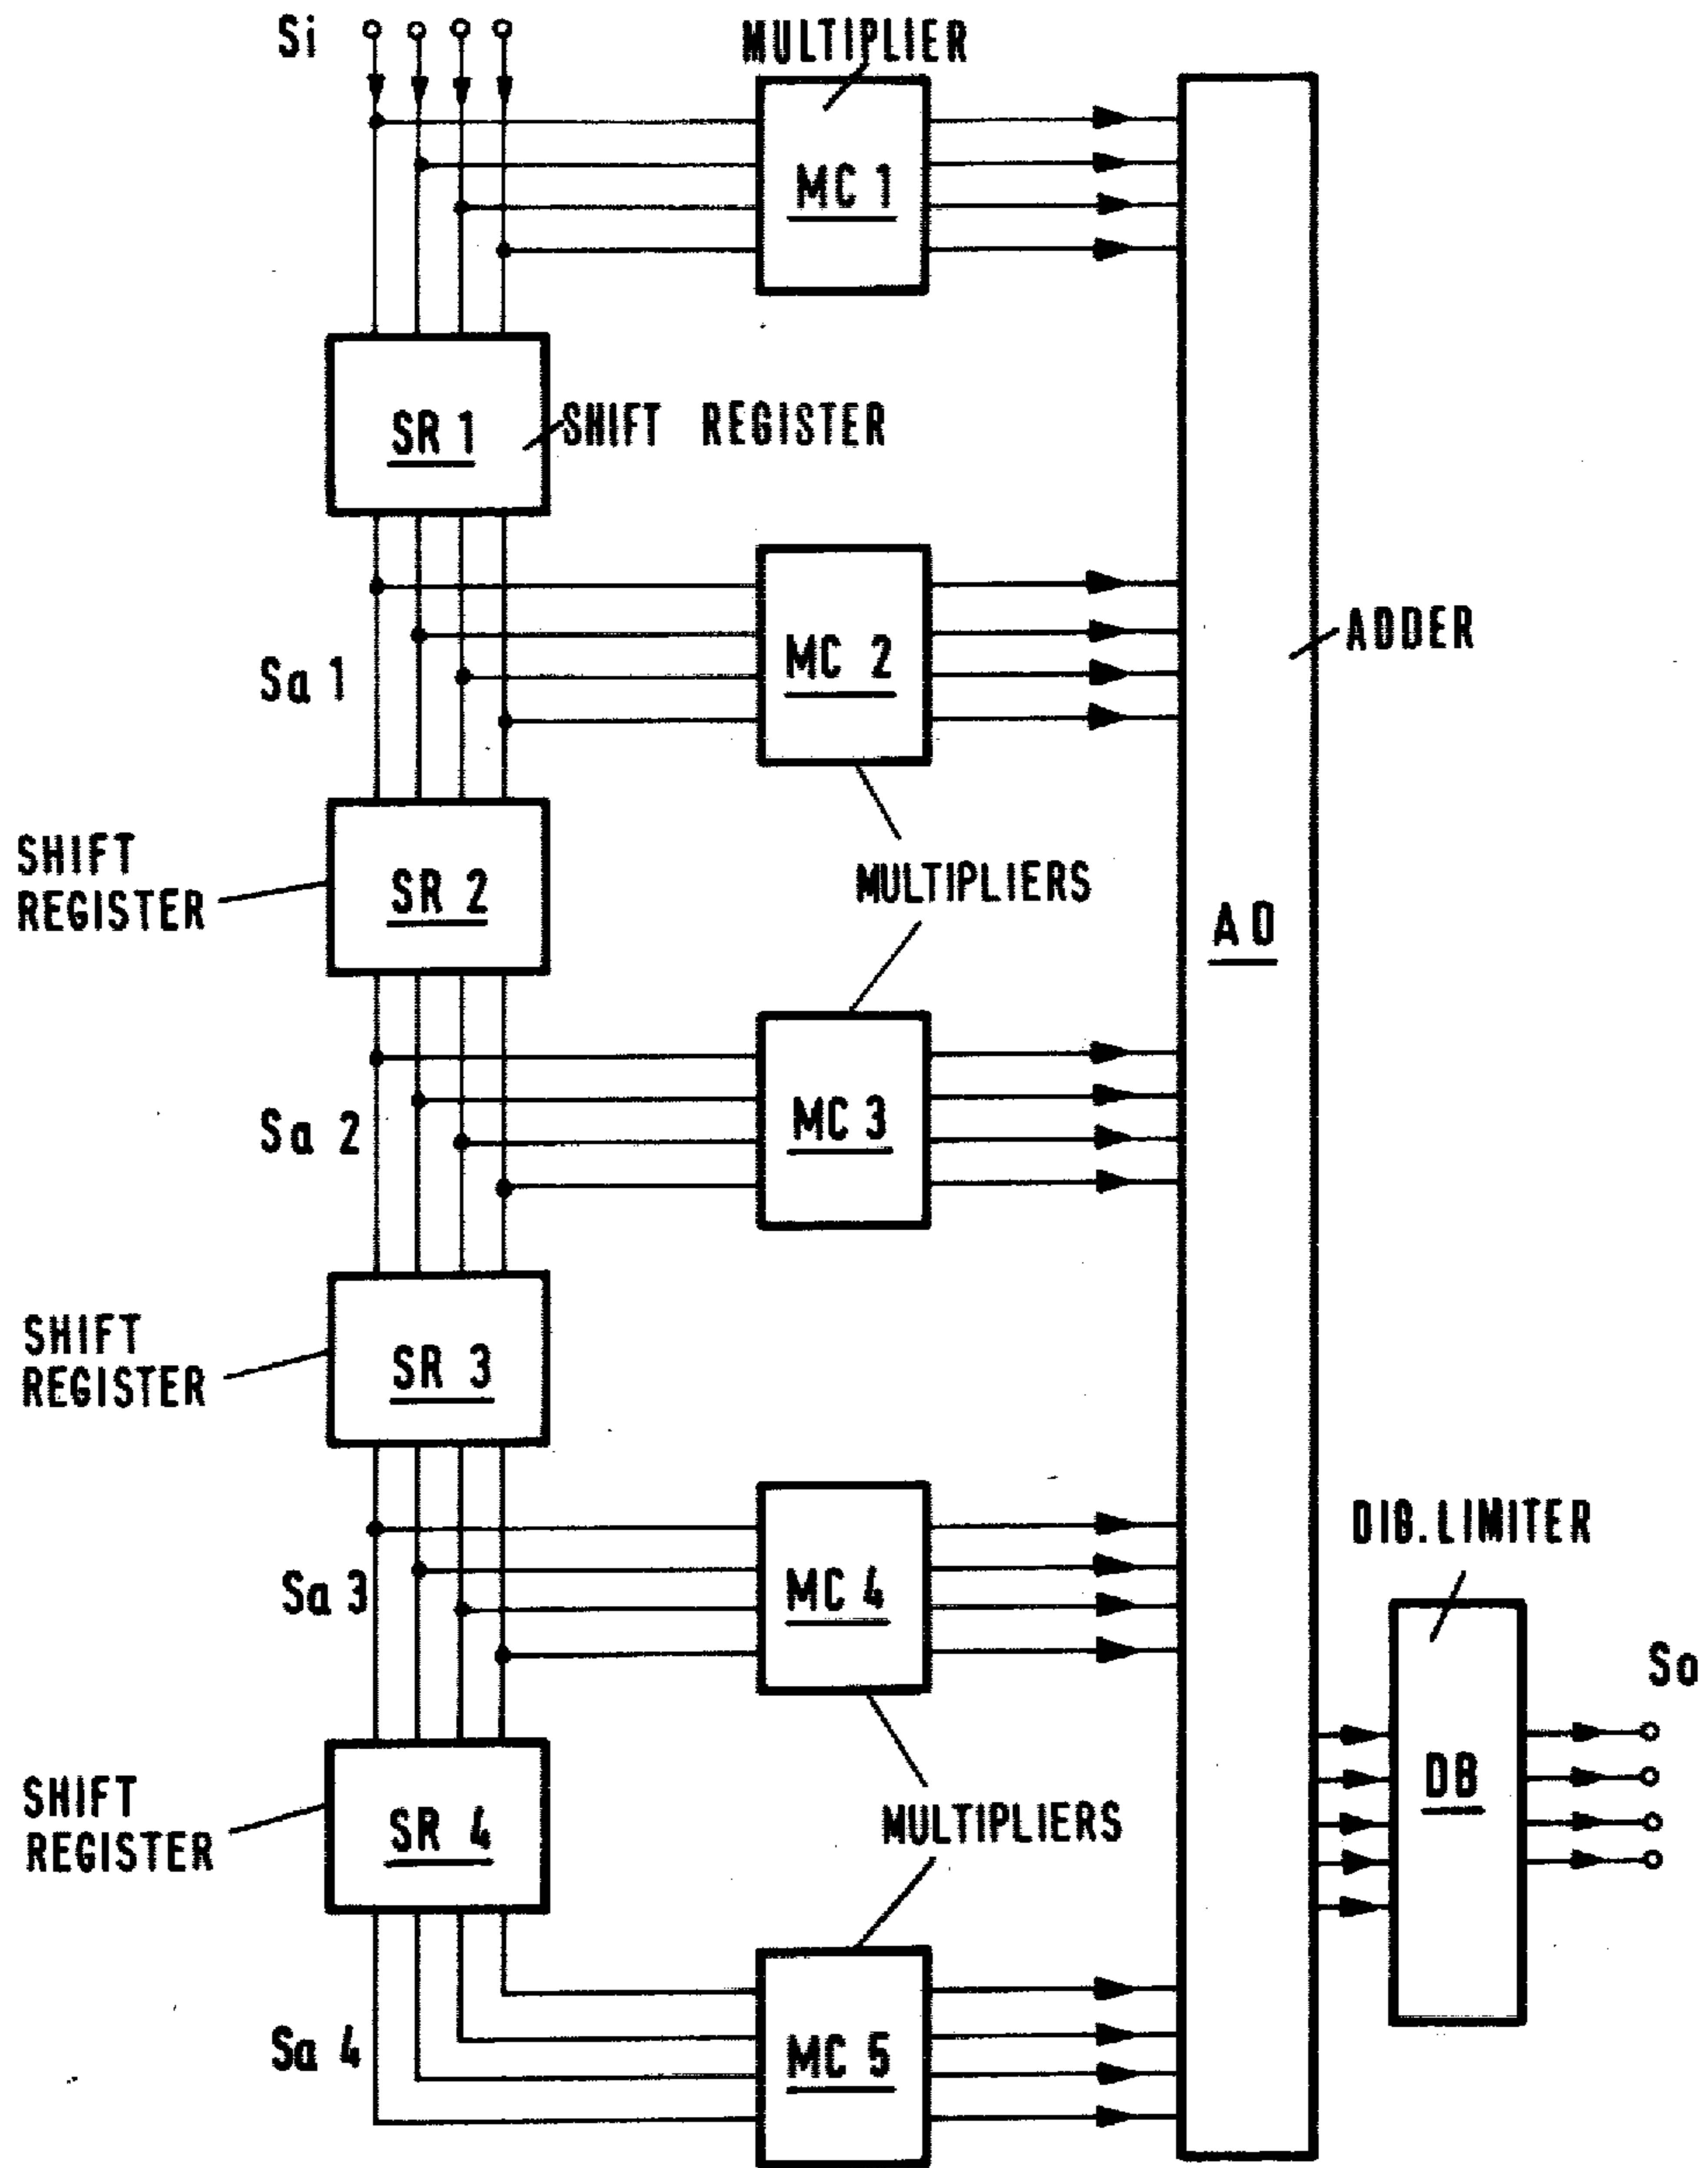 Si
MULTIPLIER
MC 1
SR 1
SHIFT REGISTER
MC 2
ADDER
Sa 1
SHIFT
REGISTER
SR 2
MULTIPLIERS
AD
MC 3
Sa 2
SHIFT
REGISTER
SR 3
DIG. LIMITER
MC 4
Sa 3
So
DB
SHIFT
REGISTER
SR 4
MULTIPLIERS
Sa 4
MC 5